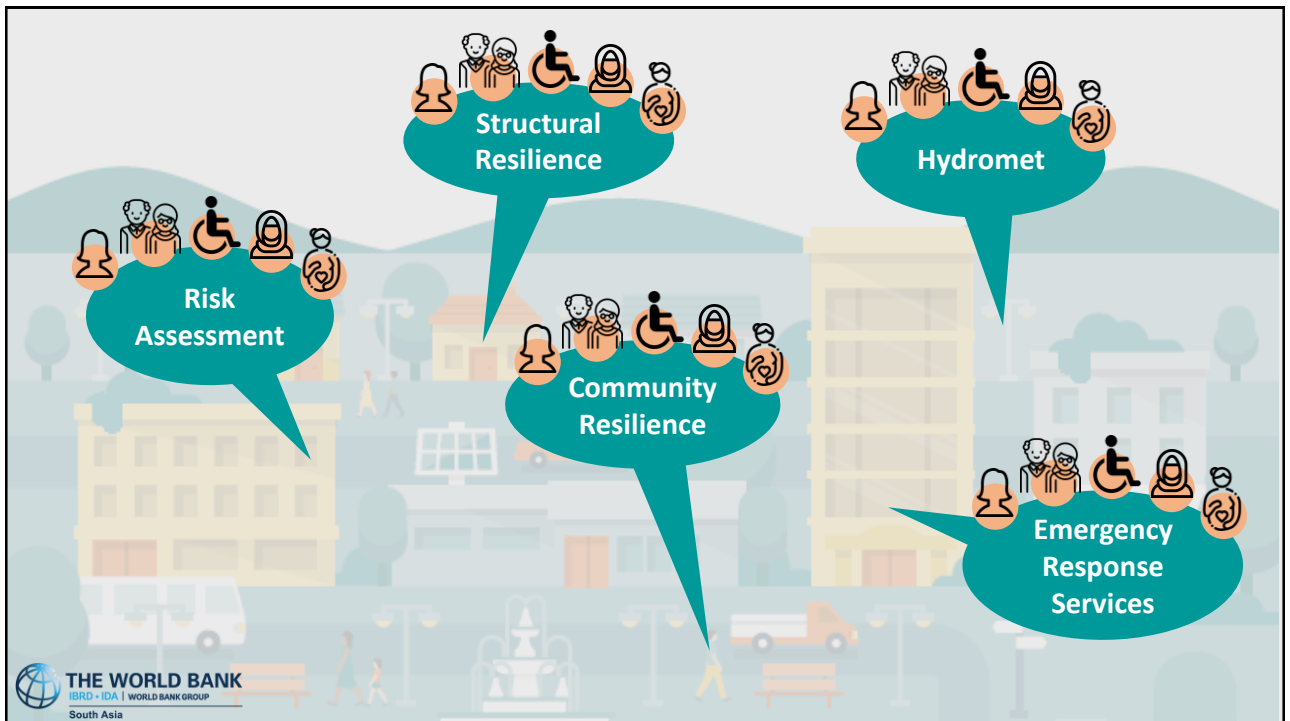 Structural
Resilience
Hydromet
Risk
Assessment
Community
Resilience
Emergency
Response
Services
THE WORLD BANK
IBRD • IDA | WORLD BANK GROUP
South Asia